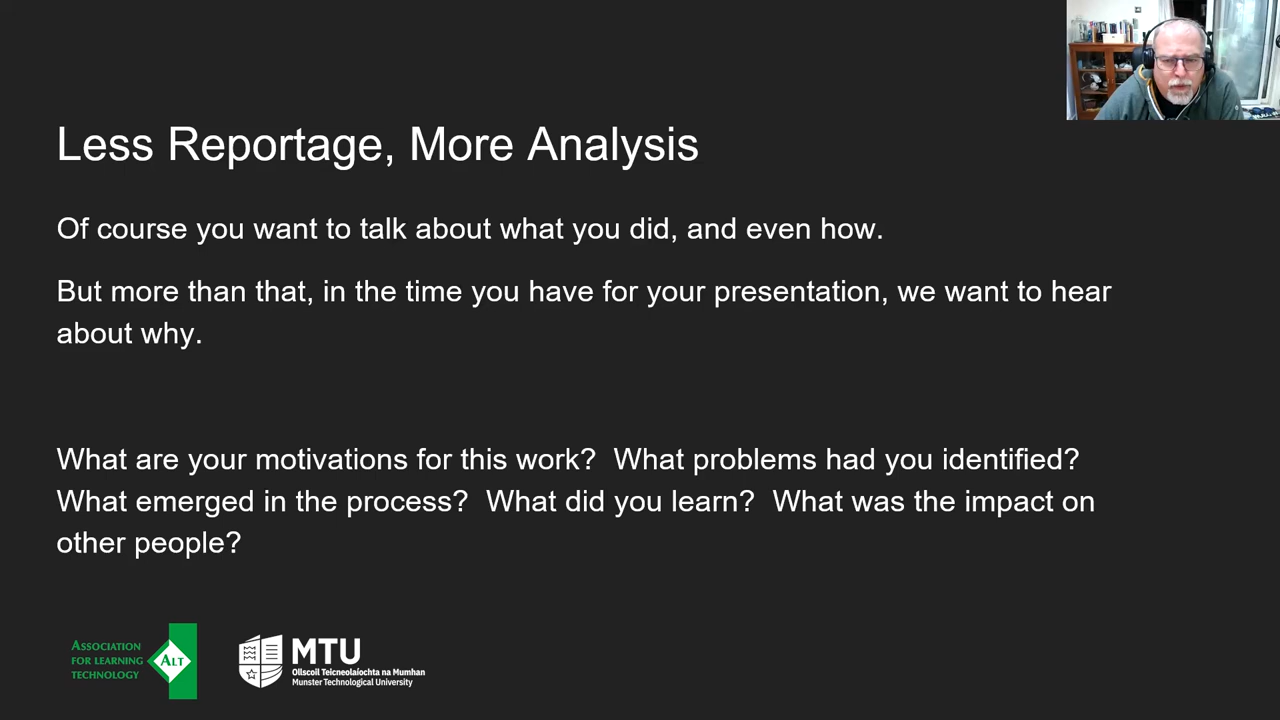 Less Reportage, More Analysis
Of course you want to talk about what you did, and even how.
But more than that, in the time you have for your presentation, we want to hear
about why.
What are your motivations for this work?  What problems had you identified?
What emerged in the process?  What did you learn?  What was the impact on
other people?
ASSOCIATION
FOR LEARNING
TECHNOLOGY
ALT
MTU
Ollscoil Teicneolaíochta na Mumhan
Munster Technological University